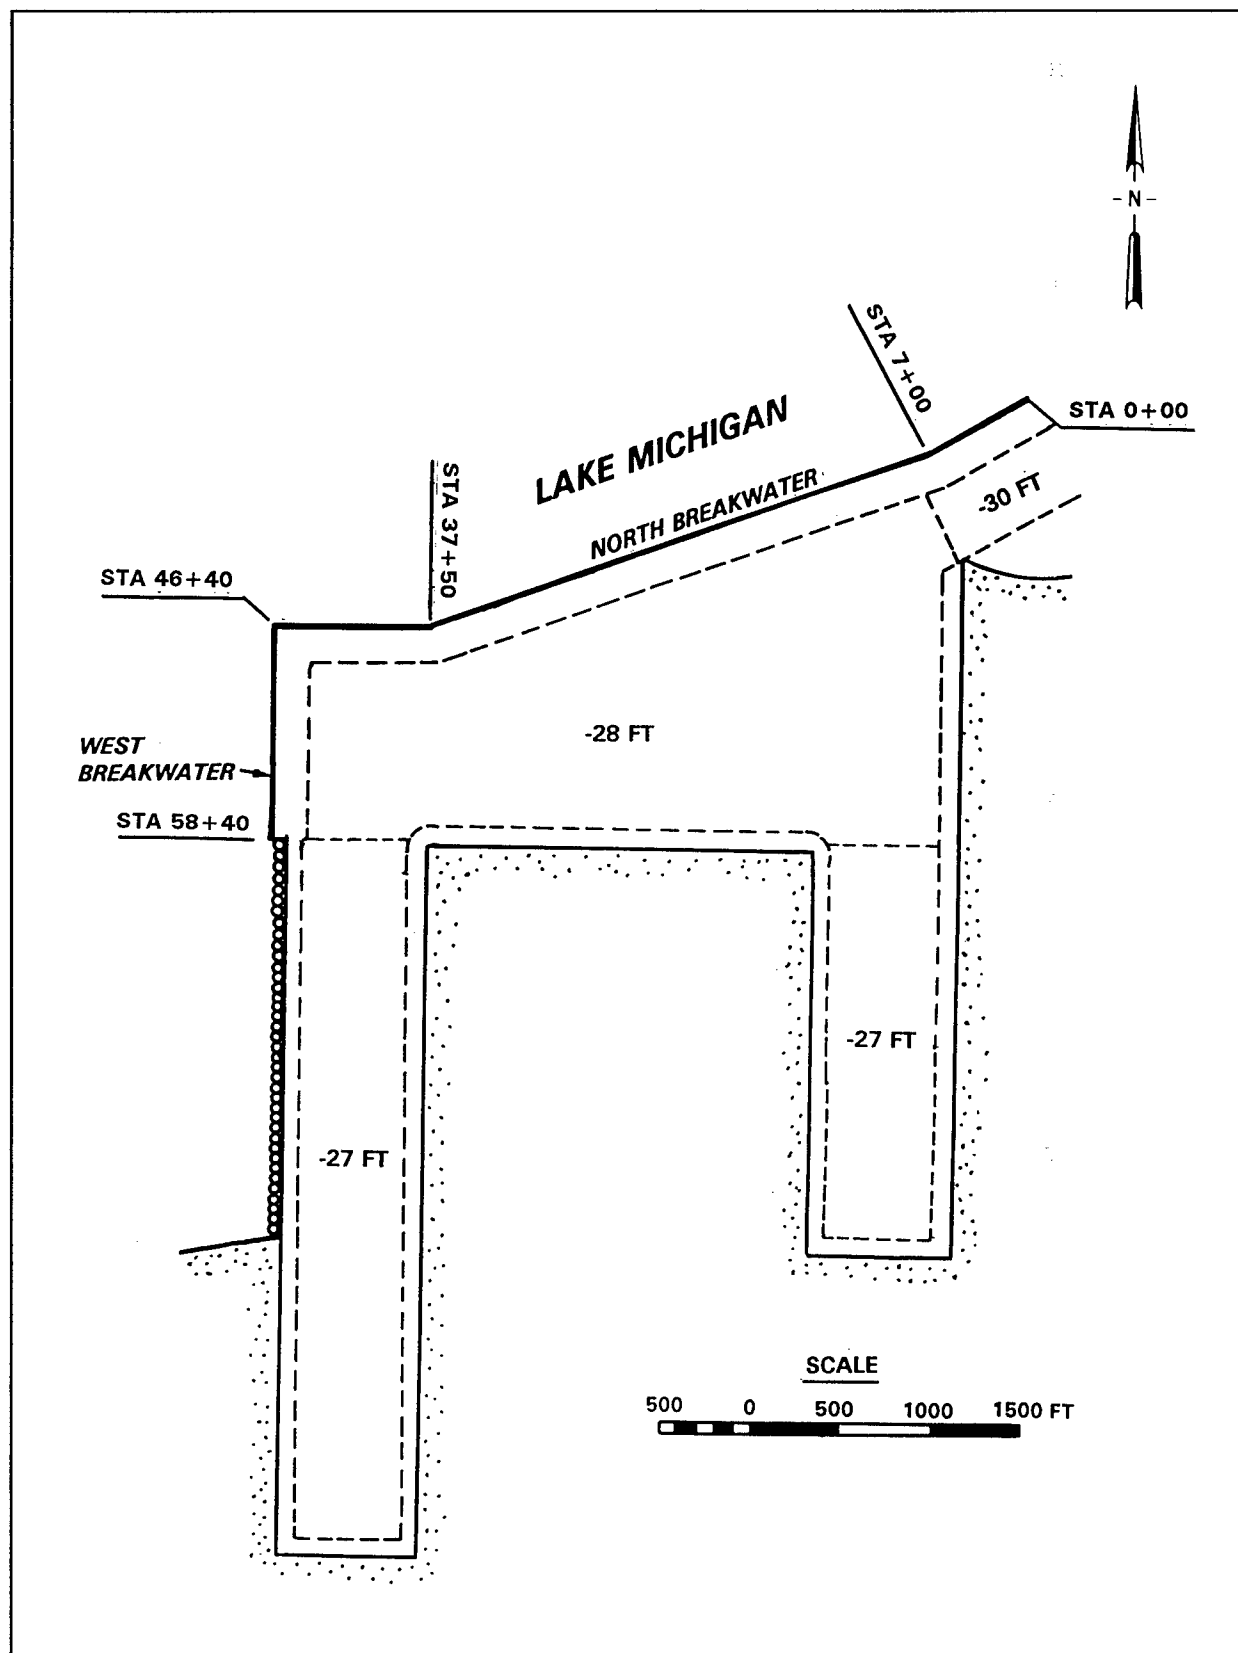 - N -
STA 7+00
STA 0+00
LAKE MICHIGAN
-30 FT
NORTH BREAKWATER
STA 37+50
STA 46+40
-28 FT
WEST
BREAKWATER
STA 58+40
-27 FT
-27 FT
SCALE
500 0 500 1000 1500 FT